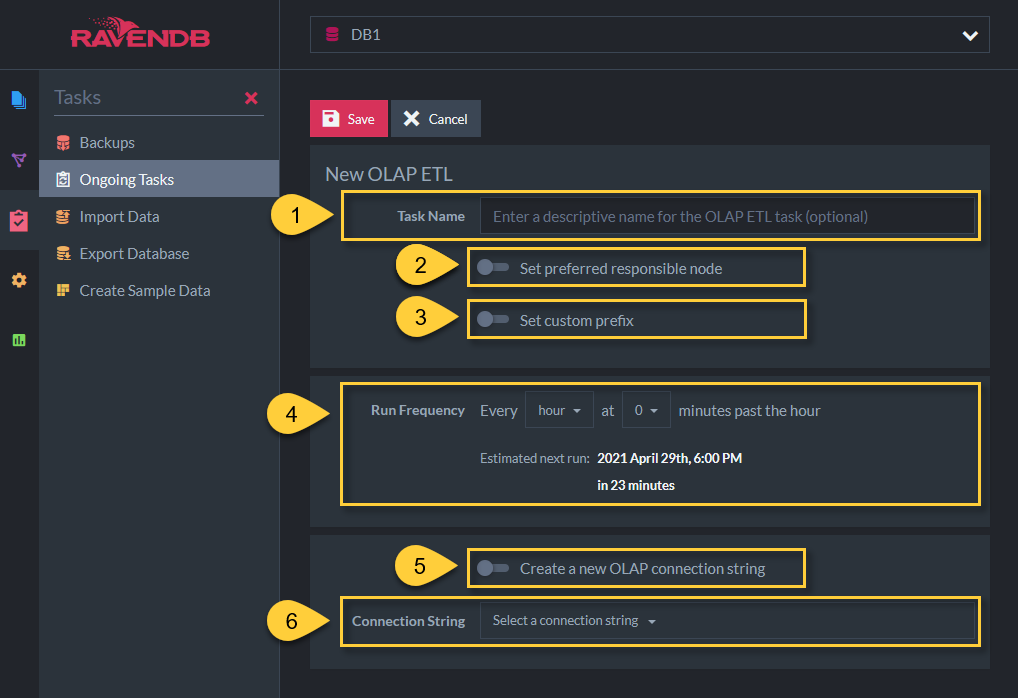 RAVENDB
DB1
Tasks
Backups
Ongoing Tasks
Import Data
Export Database
Create Sample Data
Save
Cancel
New OLAP ETL
1
Task Name
Enter a descriptive name for the OLAP ETL task (optional)
2
Set preferred responsible node
3
Set custom prefix
4
Run Frequency Every hour at 0 minutes past the hour
Estimated next run: 2021 April 29th, 6:00 PM
in 23 minutes
5
Create a new OLAP connection string
6
Connection String
Select a connection string